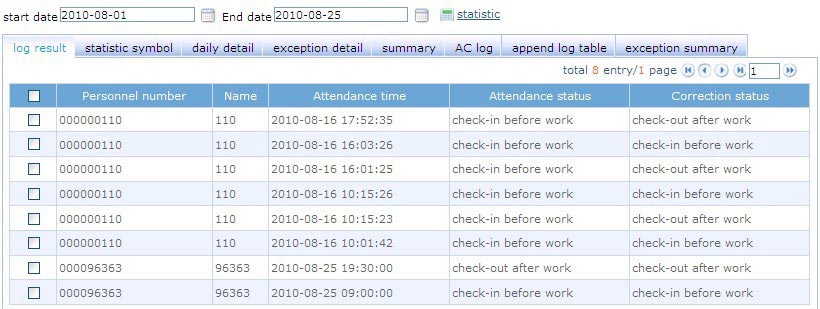 start date 2010-08-01 End date 2010-08-25 statistic
log result statistic symbol daily detail exception detail summary AC log append log table exception summary
total 8 entry/1 page 1
Personnel number Name Attendance time Attendance status Correction status
000000110 110 2010-08-16 17:52:35 check-in before work check-out after work
000000110 110 2010-08-16 16:03:26 check-in before work check-in before work
000000110 110 2010-08-16 16:01:25 check-in before work check-out after work
000000110 110 2010-08-16 10:15:26 check-in before work check-in before work
000000110 110 2010-08-16 10:15:23 check-in before work check-out after work
000000110 110 2010-08-16 10:01:42 check-in before work check-in before work
000096363 96363 2010-08-25 19:30:00 check-out after work check-out after work
000096363 96363 2010-08-25 09:00:00 check-in before work check-in before work